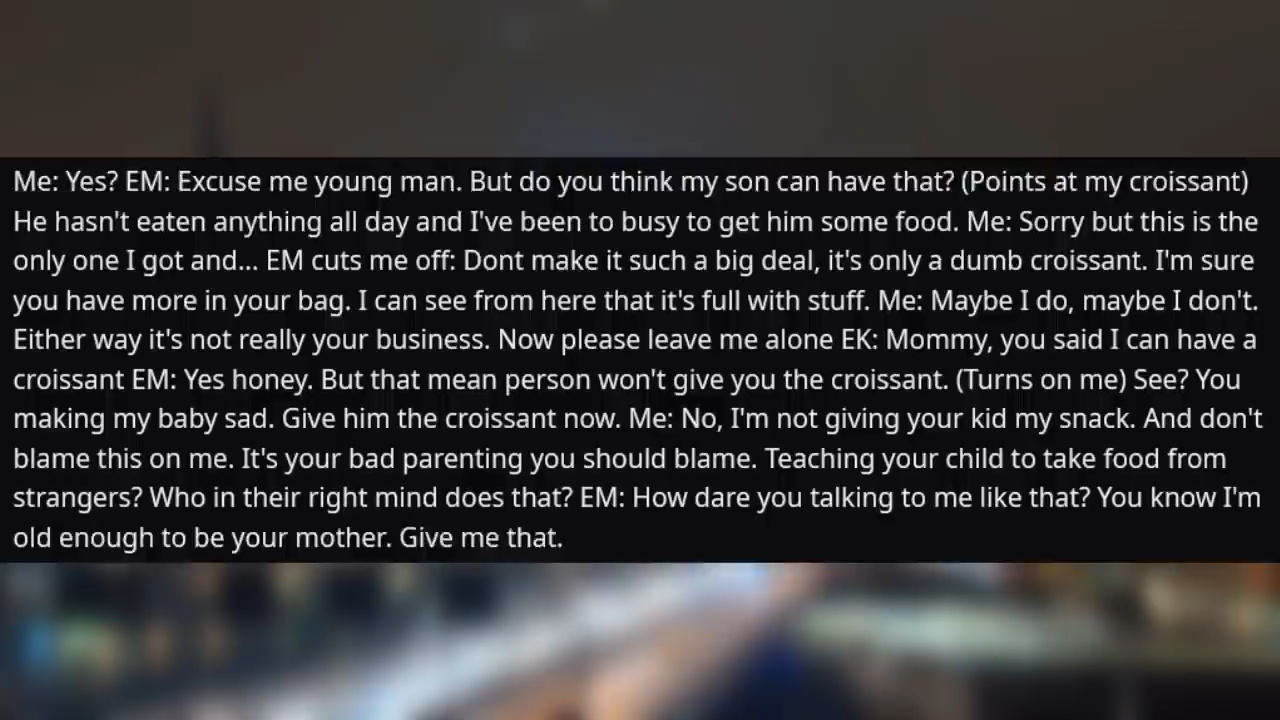 Me: Yes? EM: Excuse me young man. But do you think my son can have that? (Points at my croissant)
He hasn't eaten anything all day and I've been to busy to get him some food. Me: Sorry but this is the
only one I got and... EM cuts me off: Dont make it such a big deal, it's only a dumb croissant. I'm sure
you have more in your bag. I can see from here that it's full with stuff. Me: Maybe I do, maybe I don't.
Either way it's not really your business. Now please leave me alone EK: Mommy, you said I can have a
croissant EM: Yes honey. But that mean person won't give you the croissant. (Turns on me) See? You
making my baby sad. Give him the croissant now. Me: No, I'm not giving your kid my snack. And don't
blame this on me. It's your bad parenting you should blame. Teaching your child to take food from
strangers? Who in their right mind does that? EM: How dare you talking to me like that? You know I'm
old enough to be your mother. Give me that.